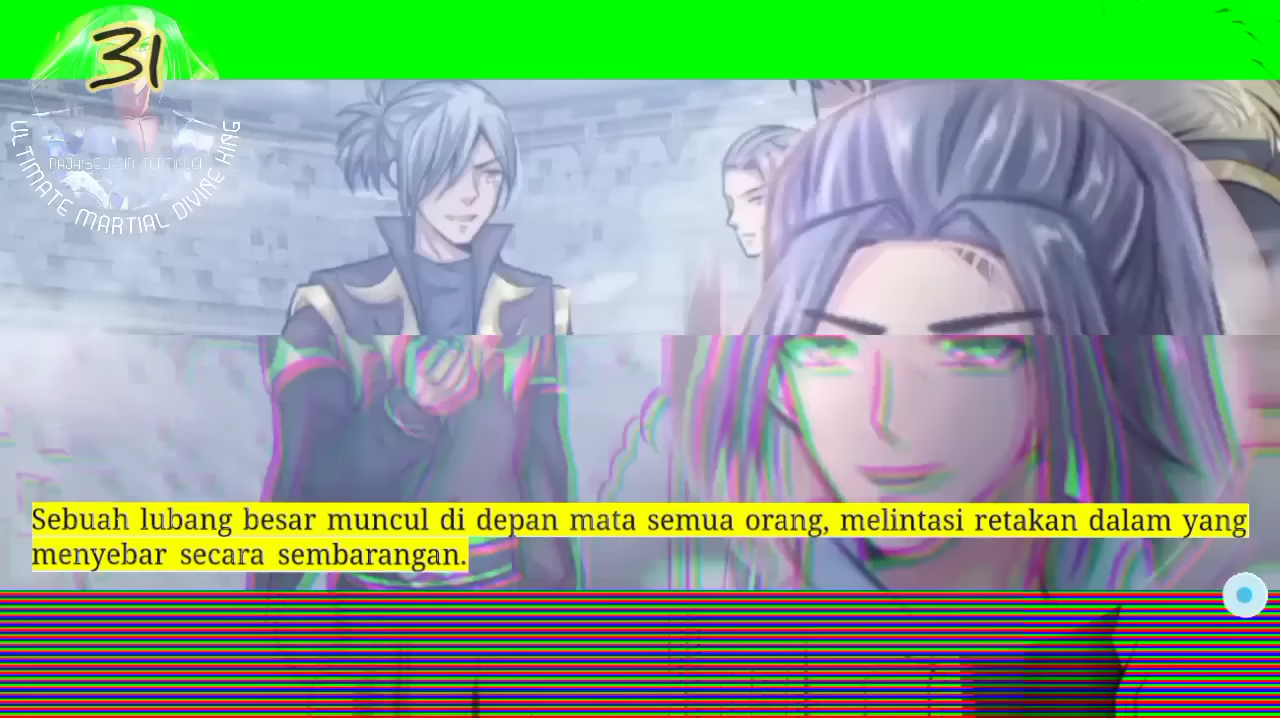 31
ULTIMATE MARTIAL DIVINE KING
Sebuah lubang besar muncul di depan mata semua orang, melintasi retakan dalam yang
menyebar secara sembarangan.